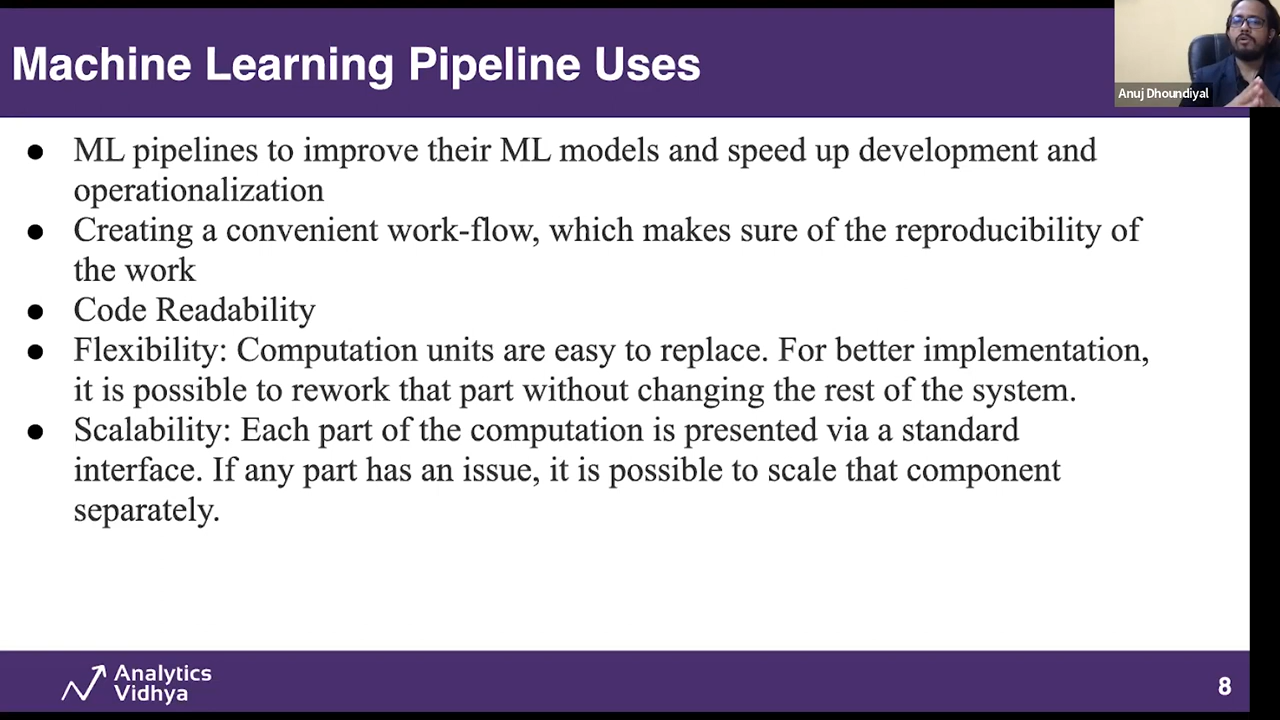 Machine Learning Pipeline Uses
Anuj Dhoundiyal
● ML pipelines to improve their ML models and speed up development and
operationalization
● Creating a convenient work-flow, which makes sure of the reproducibility of
the work
● Code Readability
● Flexibility: Computation units are easy to replace. For better implementation,
it is possible to rework that part without changing the rest of the system.
● Scalability: Each part of the computation is presented via a standard
interface. If any part has an issue, it is possible to scale that component
separately.
Analytics
Vidhya
8